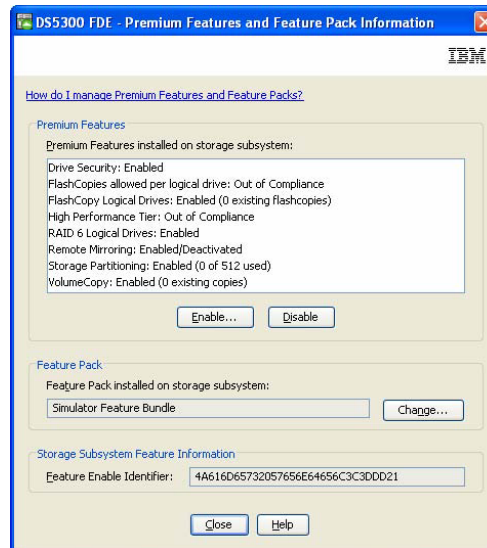 DS5300 FDE - Premium Features and Feature Pack Information
IBM
How do I manage Premium Features and Feature Packs?
Premium Features
Premium Features installed on storage subsystem:
Drive Security: Enabled
FlashCopies allowed per logical drive: Out of Compliance
FlashCopy Logical Drives: Enabled (0 existing flashcopies)
High Performance Tier: Out of Compliance
RAID 6 Logical Drives: Enabled
Remote Mirroring: Enabled/Deactivated
Storage Partitioning: Enabled (0 of 512 used)
VolumeCopy: Enabled (0 existing copies)
Enable... Disable
Feature Pack
Feature Pack installed on storage subsystem:
Simulator Feature Bundle Change...
Storage Subsystem Feature Information
Feature Enable Identifier: 4A616D65732057656E64656C3C3DDD21
Close Help